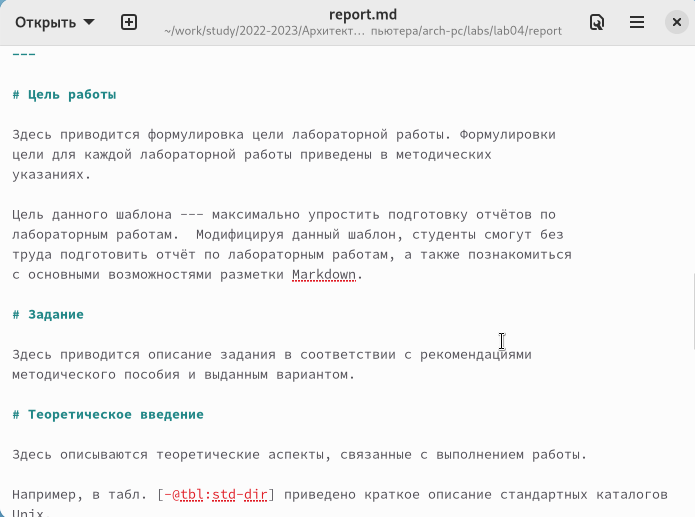 Открыть
report.md
~/work/study/2022-2023/Архитект... пьютера/arch-pc/labs/lab04/report
---
# Цель работы
Здесь приводится формулировка цели лабораторной работы. Формулировки
цели для каждой лабораторной работы приведены в методических
указаниях.
Цель данного шаблона --- максимально упростить подготовку отчётов по
лабораторным работам.  Модифицируя данный шаблон, студенты смогут без
труда подготовить отчёт по лабораторным работам, а также познакомиться
с основными возможностями разметки Markdown.
# Задание
Здесь приводится описание задания в соответствии с рекомендациями
методического пособия и выданным вариантом.
# Теоретическое введение
Здесь описываются теоретические аспекты, связанные с выполнением работы.
Например, в табл. [-@tbl:std-dir] приведено краткое описание стандартных каталогов
Unix.